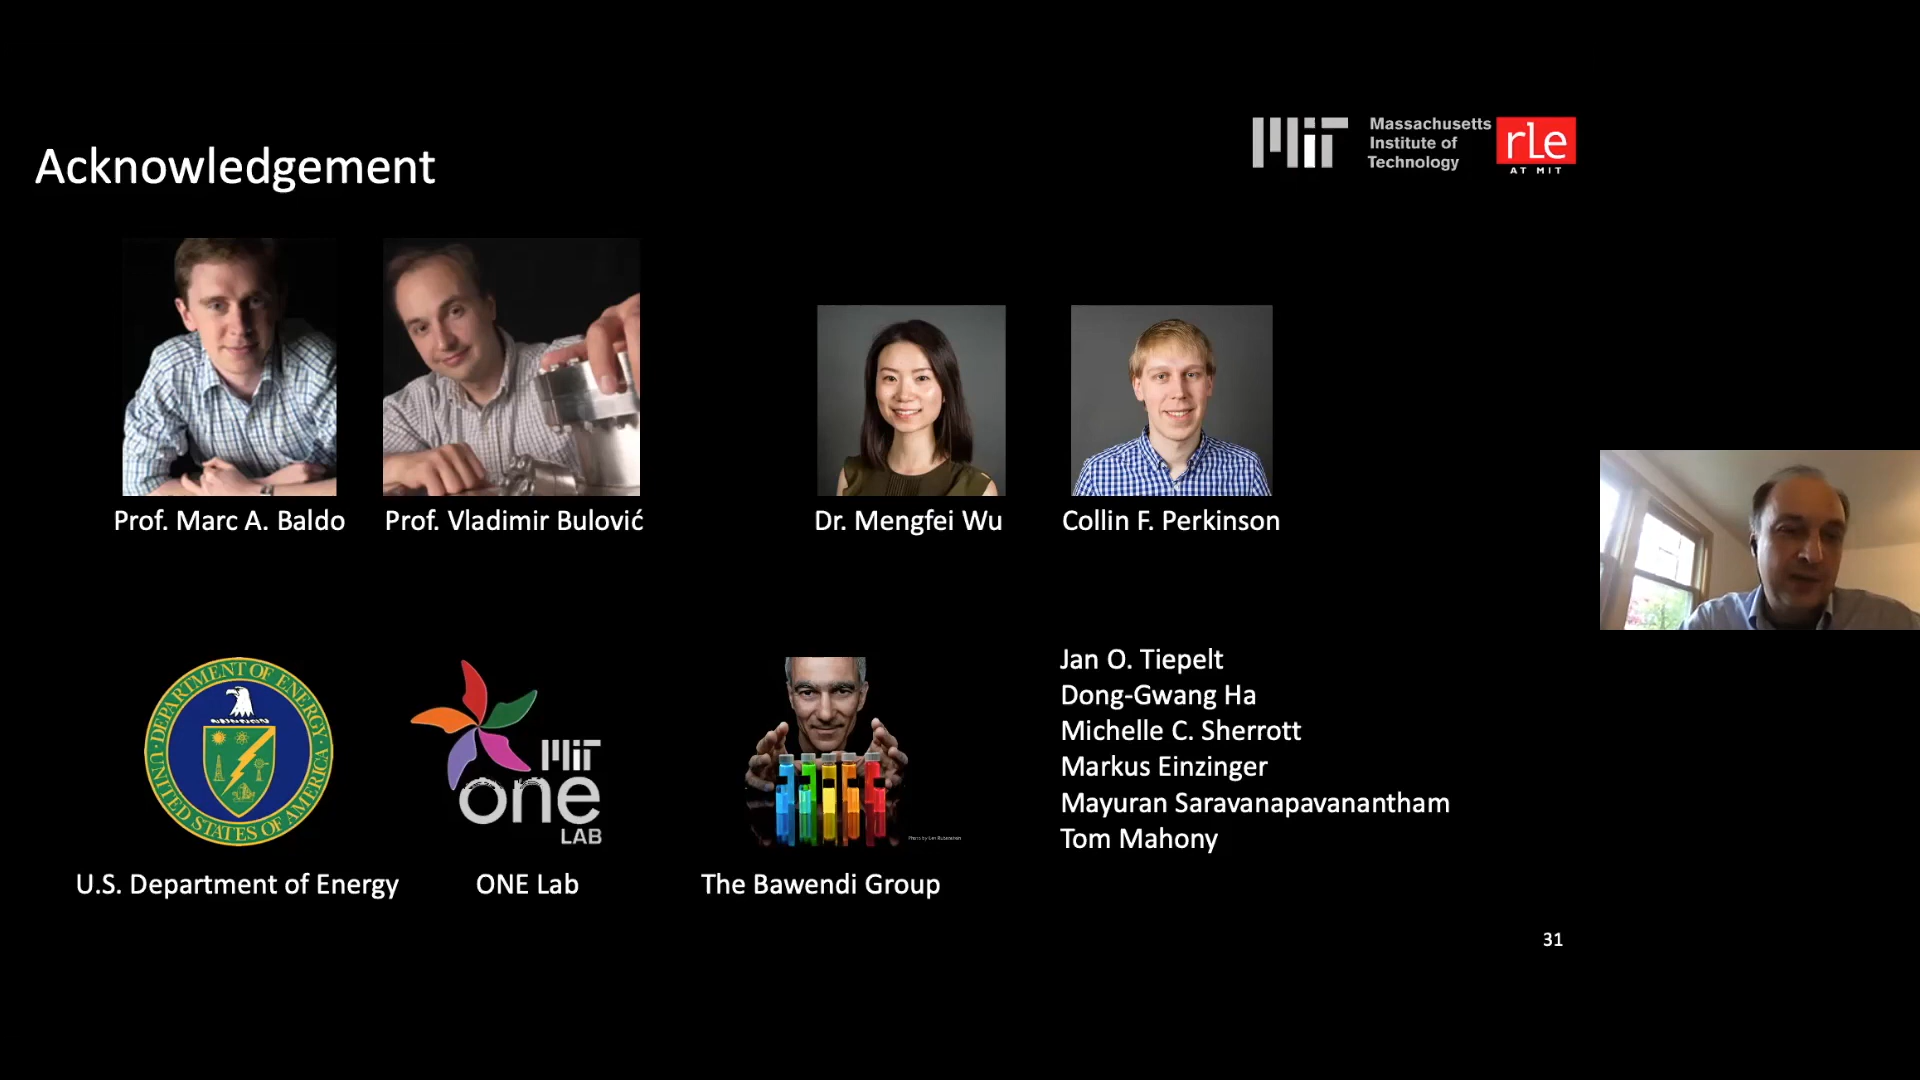 Acknowledgement
Massachusetts
Institute of
Technology
rle
AT MIT
Prof. Marc A. Baldo
Prof. Vladimir Bulović
Dr. Mengfei Wu
Collin F. Perkinson
DEPARTMENT OF ENERGY
UNITED STATES OF AMERICA
MIT
one
LAB
Jan O. Tiepelt
Dong-Gwang Ha
Michelle C. Sherrott
Markus Einzinger
Mayuran Saravanapavanantham
Tom Mahony
U.S. Department of Energy
ONE Lab
The Bawendi Group
31